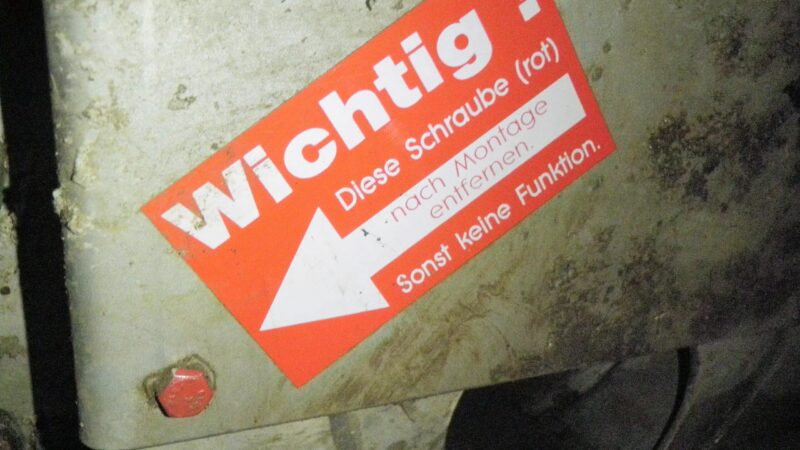 Wichtig !
Diese Schraube (rot)
nach Montage
entfernen.
Sonst keine Funktion.